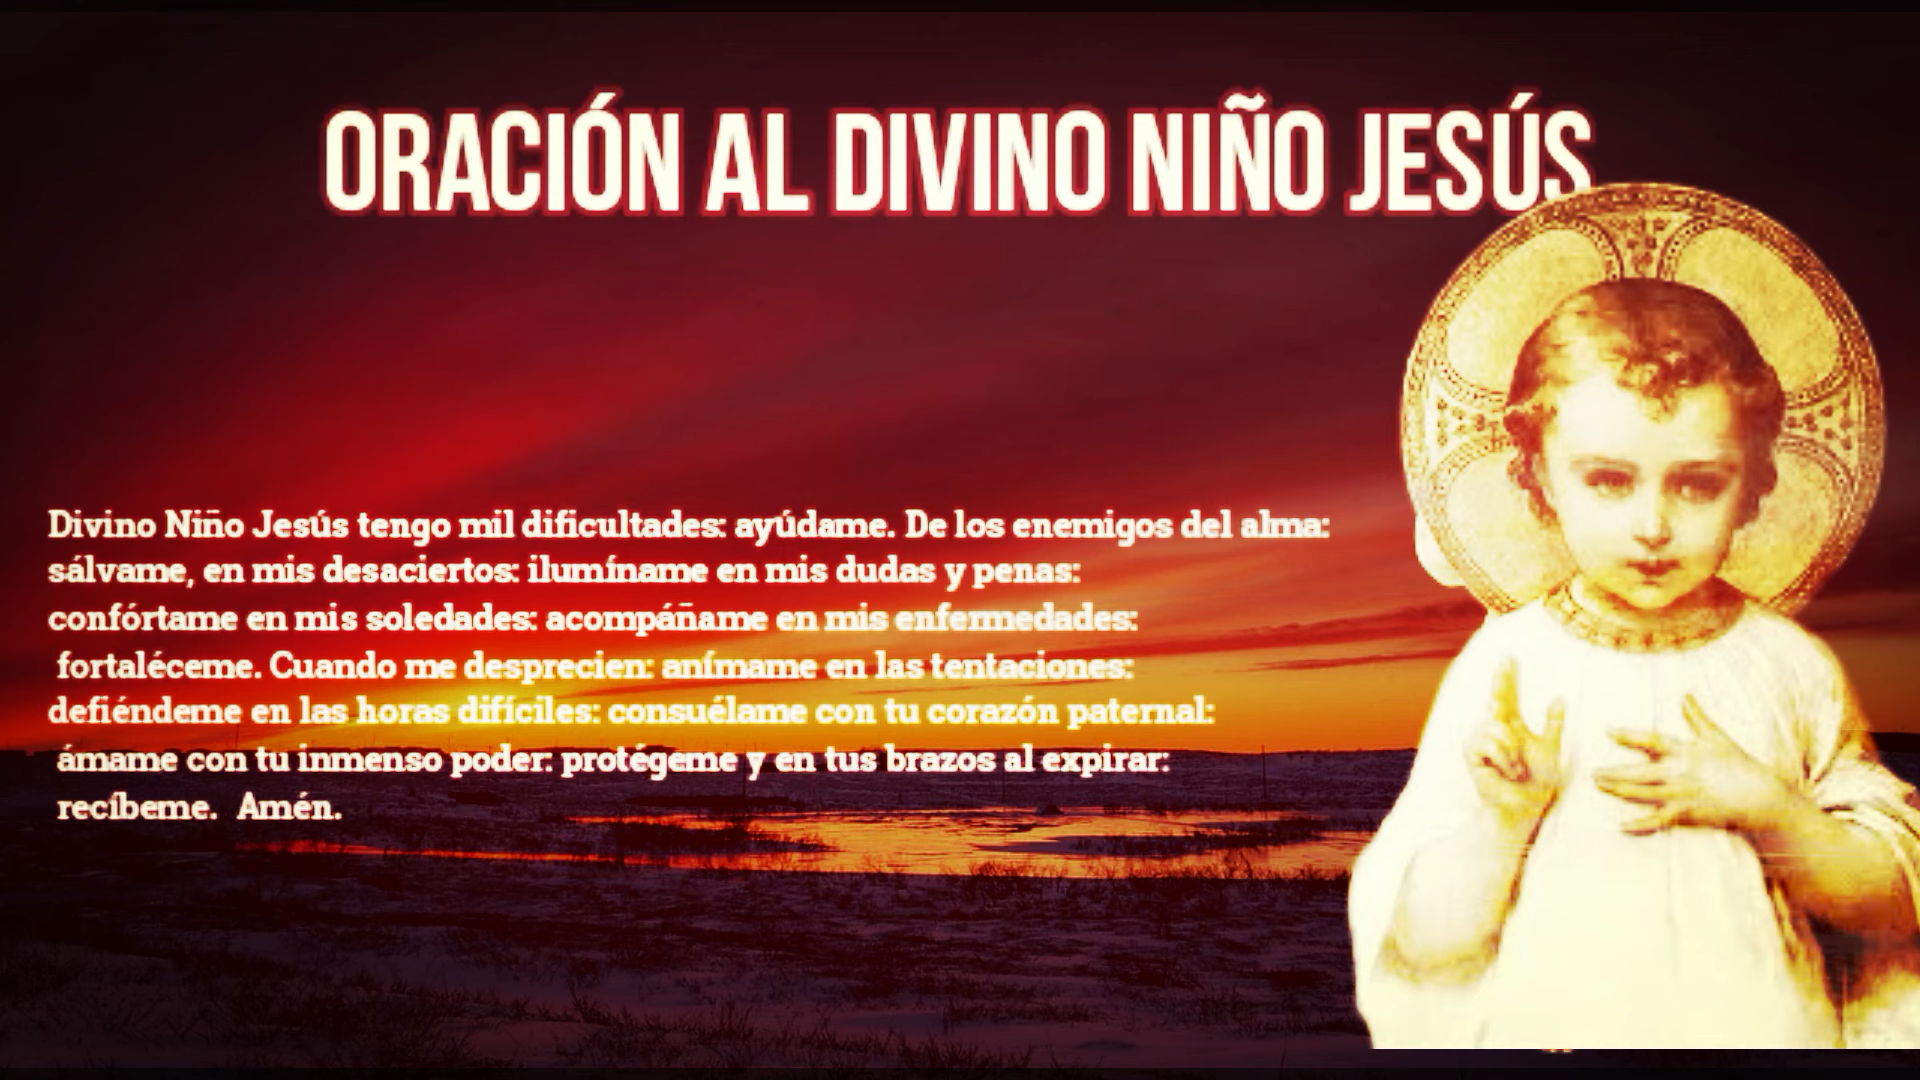 ORACIÓN AL DIVINO NIÑO JESÚS
Divino Niño Jesús tengo mil dificultades: ayúdame. De los enemigos del alma:
sálvame, en mis desaciertos: ilumíname en mis dudas y penas:
confórtame en mis soledades: acompáñame en mis enfermedades:
fortaléceme. Cuando me desprecien: anímame en las tentaciones:
defiéndeme en las horas difíciles: consuélame con tu corazón paternal:
ámame con tu inmenso poder: protégeme y en tus brazos al expirar:
recíbeme. Amén.